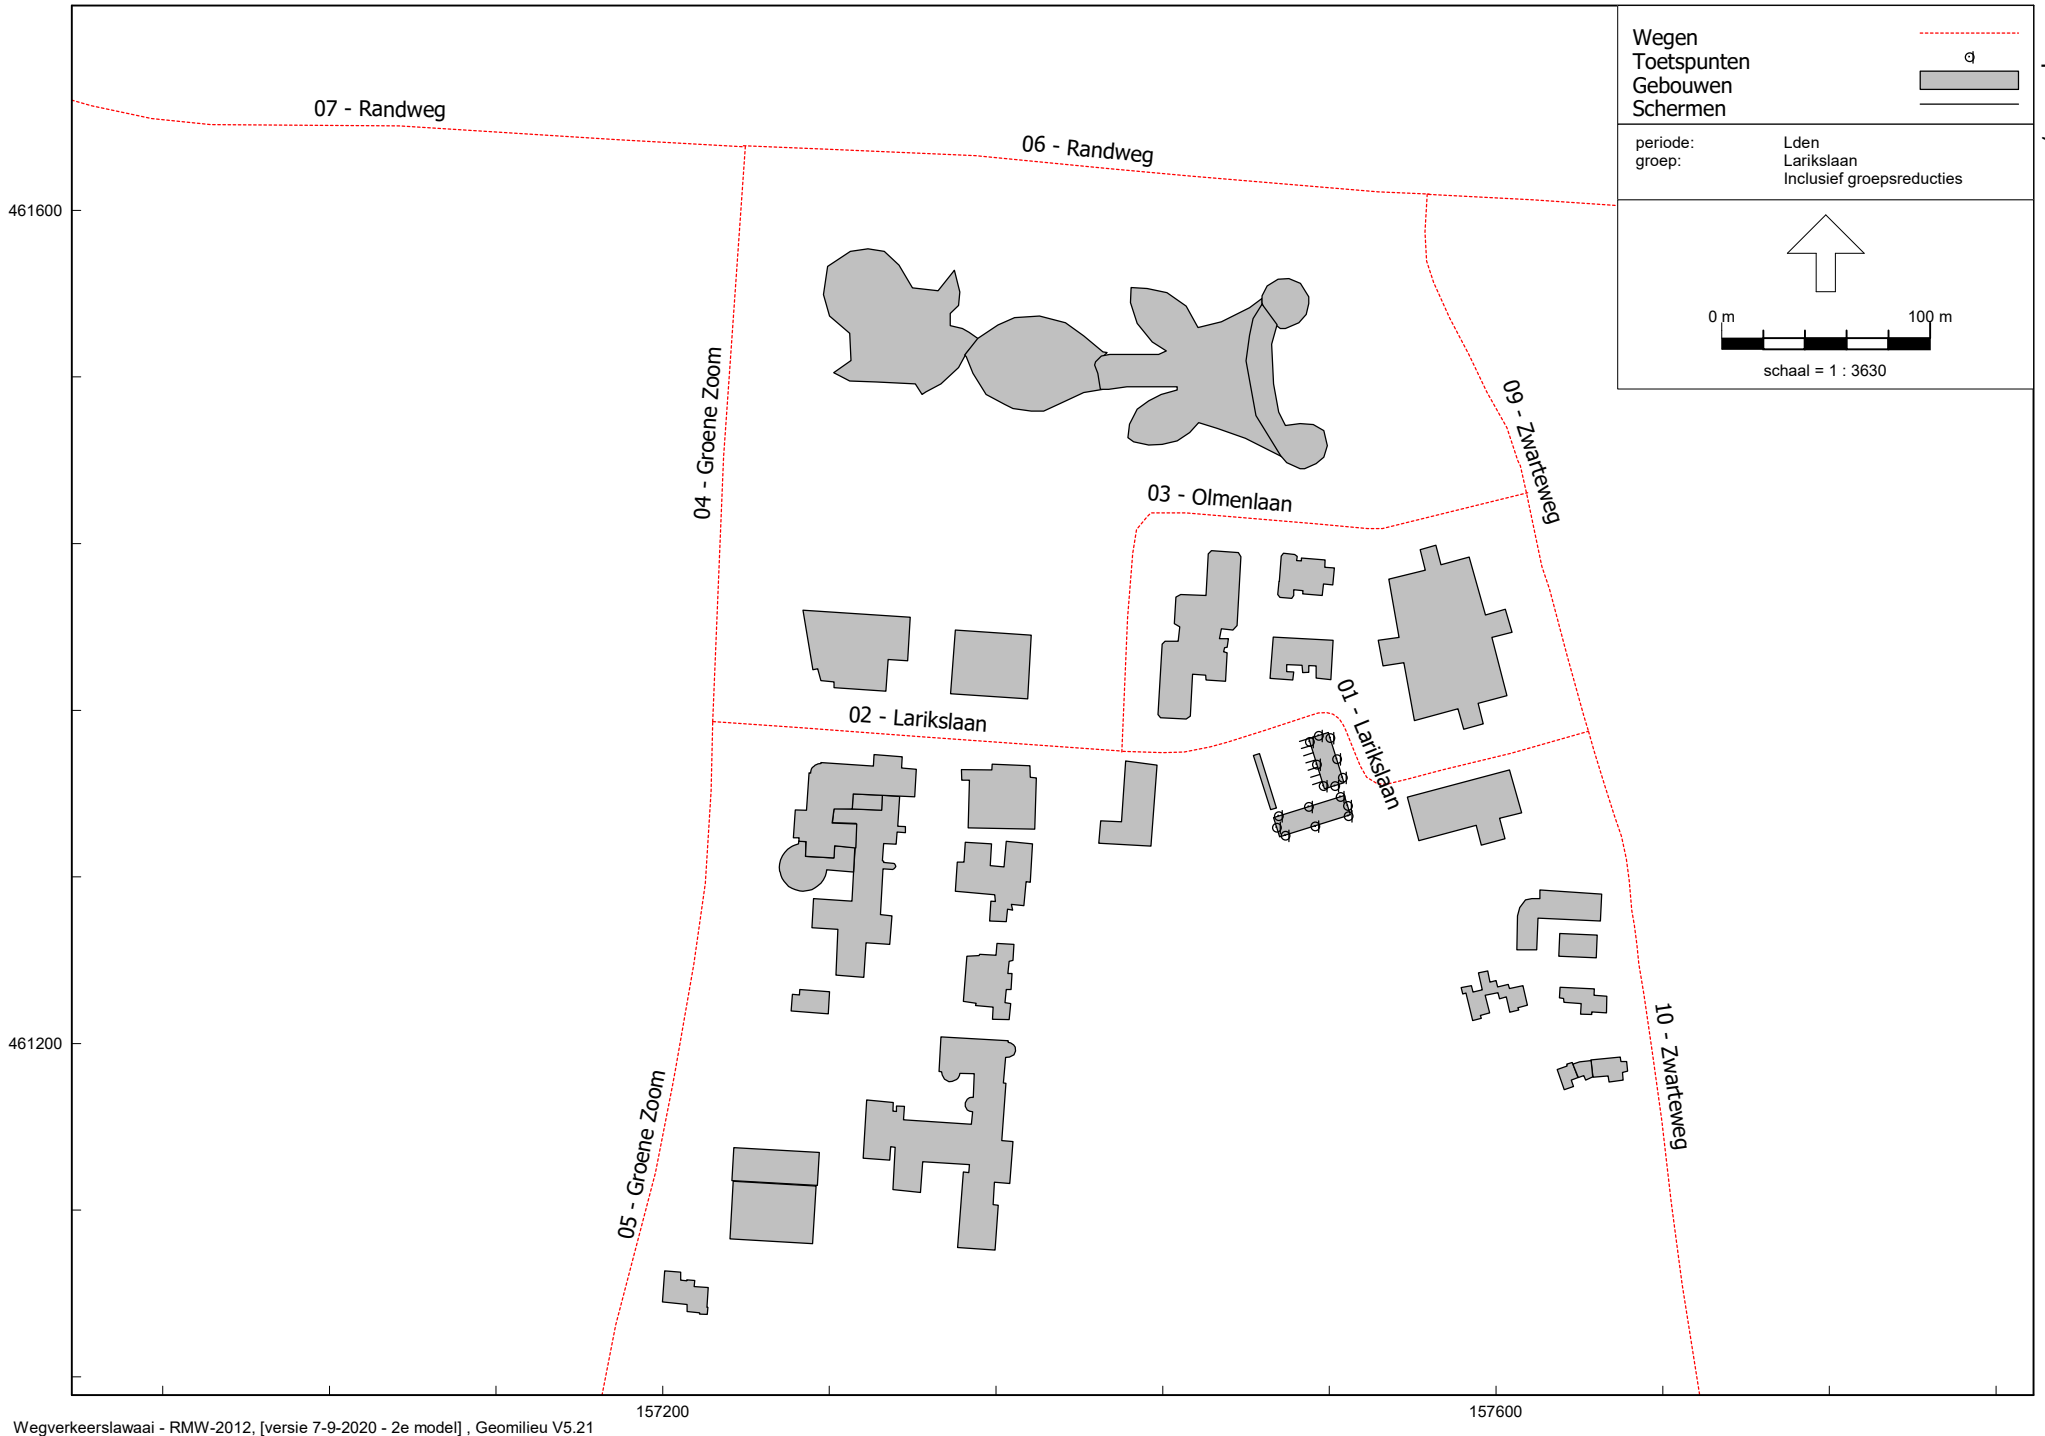 Wegen
Toetspunten
Gebouwen
Schermen
periode: Lden
groep: Larikslaan
Inclusief groepsreducties
0 m 100 m
schaal = 1 : 3630
07 - Randweg
06 - Randweg
461600
04 - Groene Zoom
09 - Zwarteweg
03 - Olmenlaan
01 - Larikslaan
02 - Larikslaan
461200
10 - Zwarteweg
05 - Groene Zoom
157200
157600
Wegverkeerslawaai - RMW-2012, [versie 7-9-2020 - 2e model] , Geomilieu V5.21